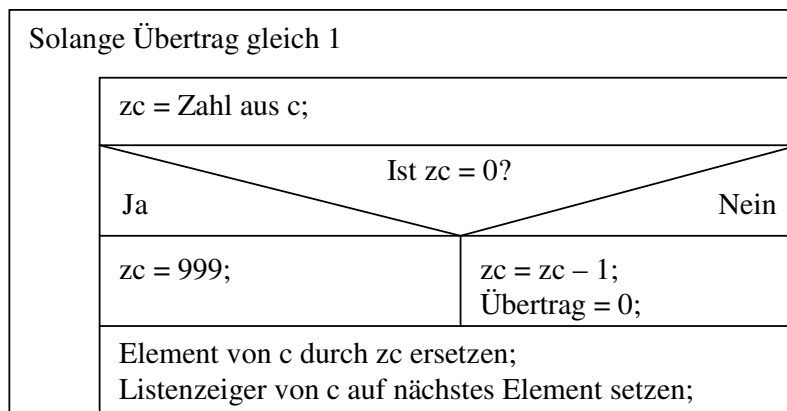 Solange Übertrag gleich 1
zc = Zahl aus c;
Ist zc = 0?
Ja
Nein
zc = 999;
zc = zc – 1;
Übertrag = 0;
Element von c durch zc ersetzen;
Listenzeiger von c auf nächstes Element setzen;